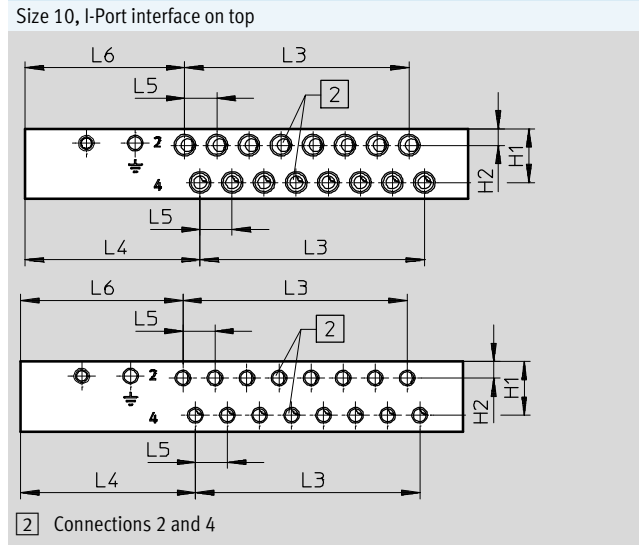 Size 10, I-Port interface on top
L6 L3
L5 2
2 H2 H1
4
L5
L4 L3
L6 L3
L5 2
2 H2 H1
4
L5
L4 L3
2 Connections 2 and 4